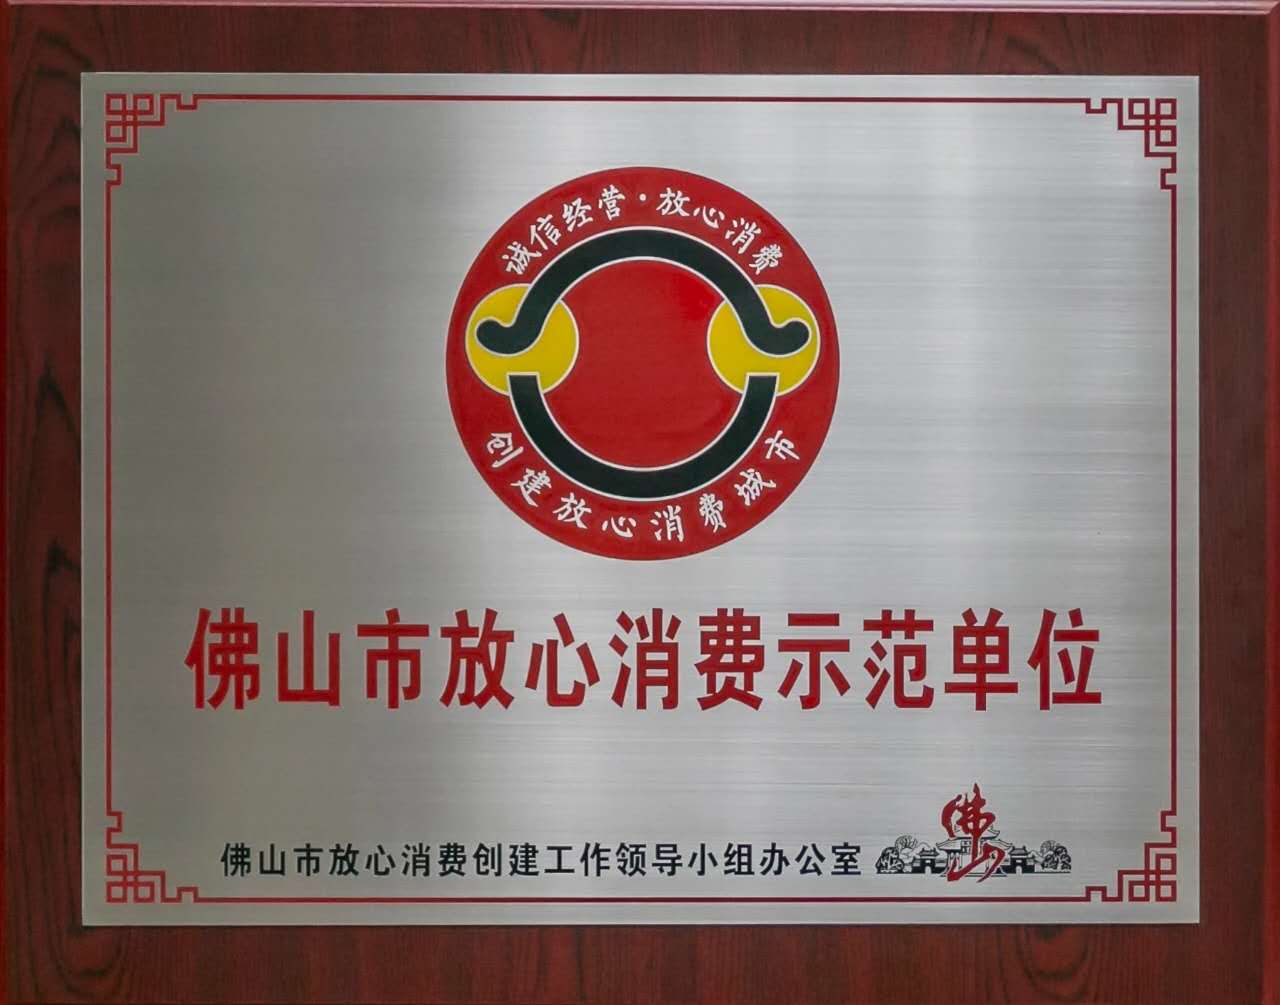 诚信经营·放心消费
创建放心消费城市
佛山市放心消费示范单位
佛山市放心消费创建工作领导小组办公室
佛山